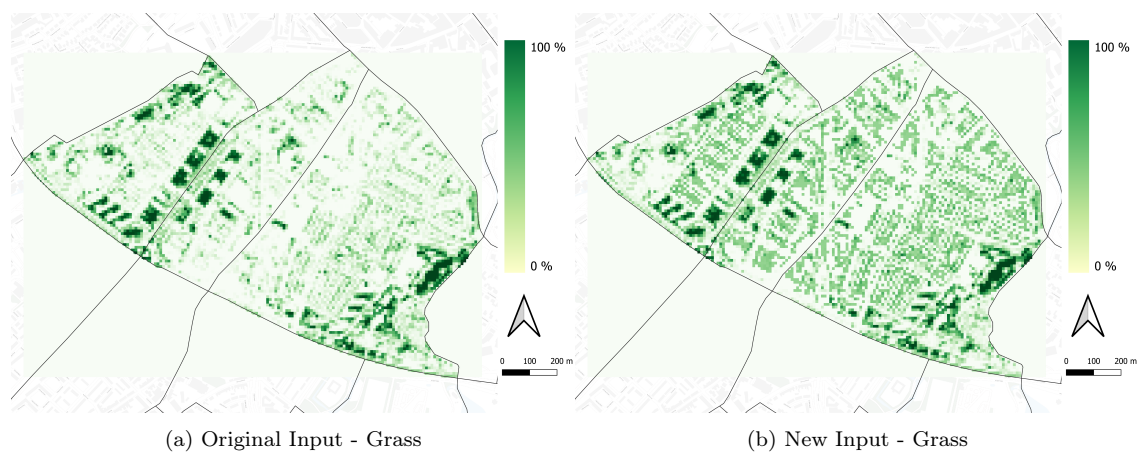 100 %
0 %
0 100 200 m
(a) Original Input - Grass
100 %
0 %
0 100 200 m
(b) New Input - Grass